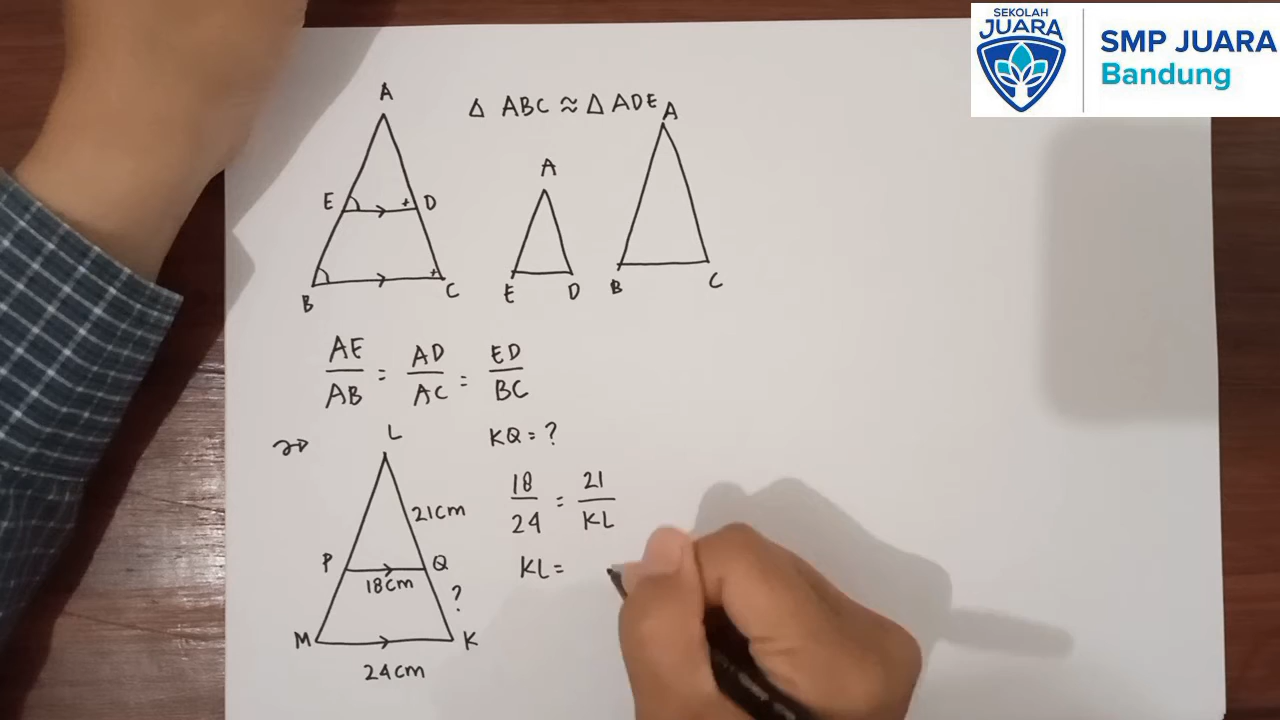 SEKOLAH
JUARA
SMP JUARA
Bandung
A
△ ABC ≈ △ ADE
A
A
E
D
B
C
E
D
B
C
AE/AB = AD/AC = ED/BC
L
KQ = ?
21cm
18/24 = 21/KL
P
Q
18cm
KL =
?
M
K
24cm